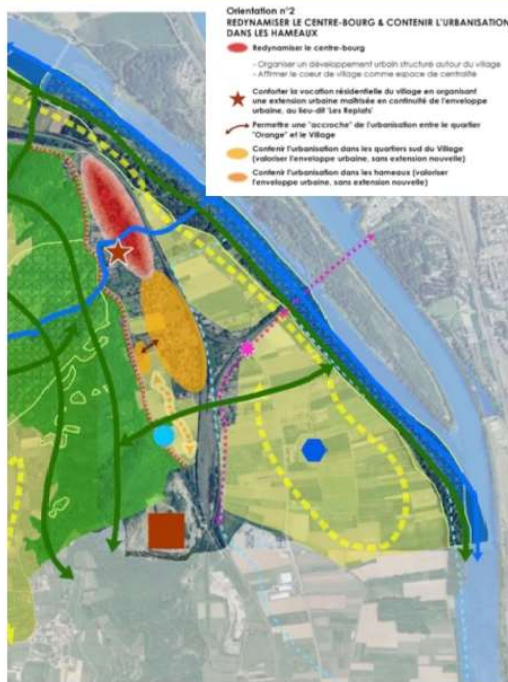 Orientation n°2
REDYNAMISER LE CENTRE-BOURG & CONTENIR L'URBANISATION
DANS LES HAMEAUX
Redynamiser le centre-bourg
- Organiser un développement urbain structuré autour du village
- Affirmer le coeur de village comme espace de centralité
Conforter la vocation résidentielle du village en organisant
une extension urbaine maîtrisée en continuité de l'enveloppe
urbaine, au lieu-dit 'Les Replats'
Permettre une "accroche" de l'urbanisation entre le quartier
"Orange" et le Village
Contenir l'urbanisation dans les quartiers sud du Village
(valoriser l'enveloppe urbaine, sans extension nouvelle)
Contenir l'urbanisation dans les hameaux (valoriser
l'enveloppe urbaine, sans extension nouvelle)